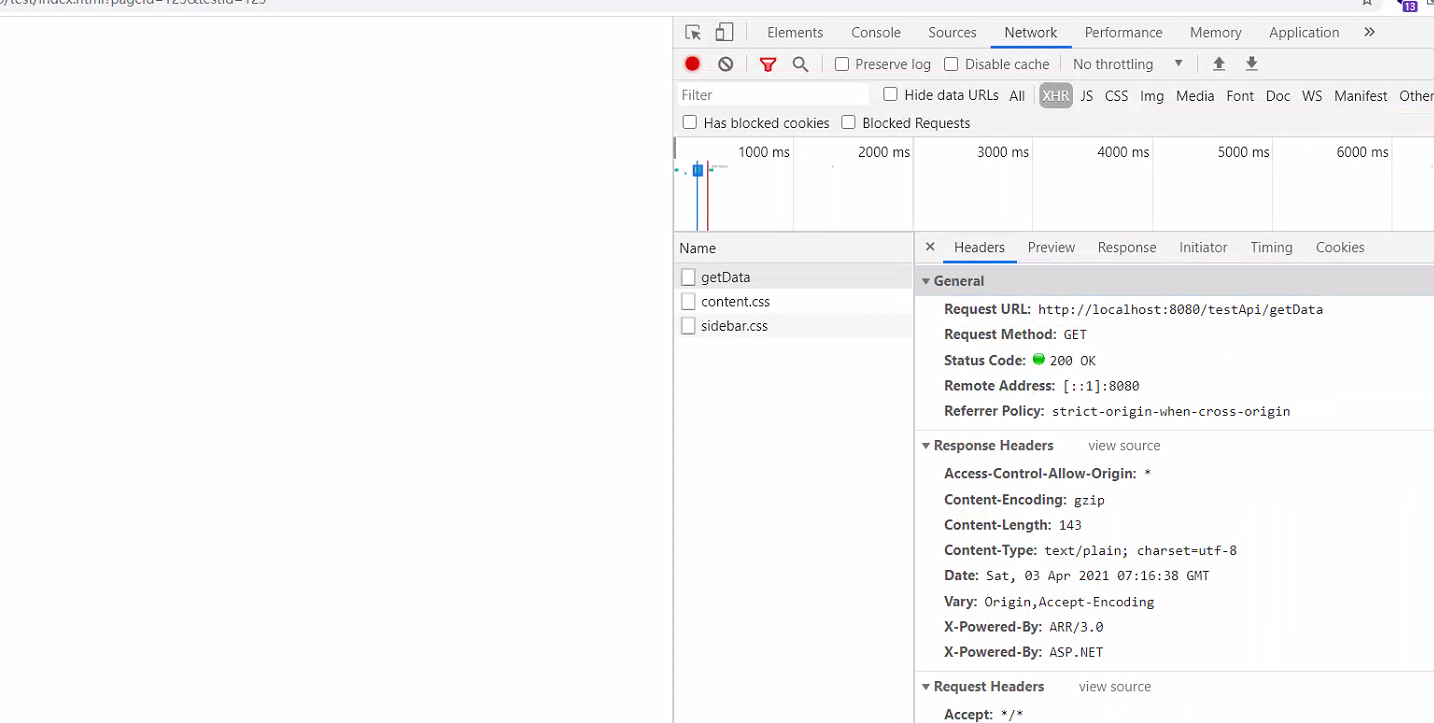 /test/index.html?pageid=123&testid=123
13
Elements Console Sources Network Performance Memory Application »
Preserve log Disable cache No throttling
Filter Hide data URLs All XHR JS CSS Img Media Font Doc WS Manifest Other
Has blocked cookies Blocked Requests
1000 ms 2000 ms 3000 ms 4000 ms 5000 ms 6000 ms
Name
getData
content.css
sidebar.css
× Headers Preview Response Initiator Timing Cookies
General
Request URL: http://localhost:8080/testApi/getData
Request Method: GET
Status Code: 200 OK
Remote Address: [::1]:8080
Referrer Policy: strict-origin-when-cross-origin
Response Headers view source
Access-Control-Allow-Origin: *
Content-Encoding: gzip
Content-Length: 143
Content-Type: text/plain; charset=utf-8
Date: Sat, 03 Apr 2021 07:16:38 GMT
Vary: Origin,Accept-Encoding
X-Powered-By: ARR/3.0
X-Powered-By: ASP.NET
Request Headers view source
Accept: */*